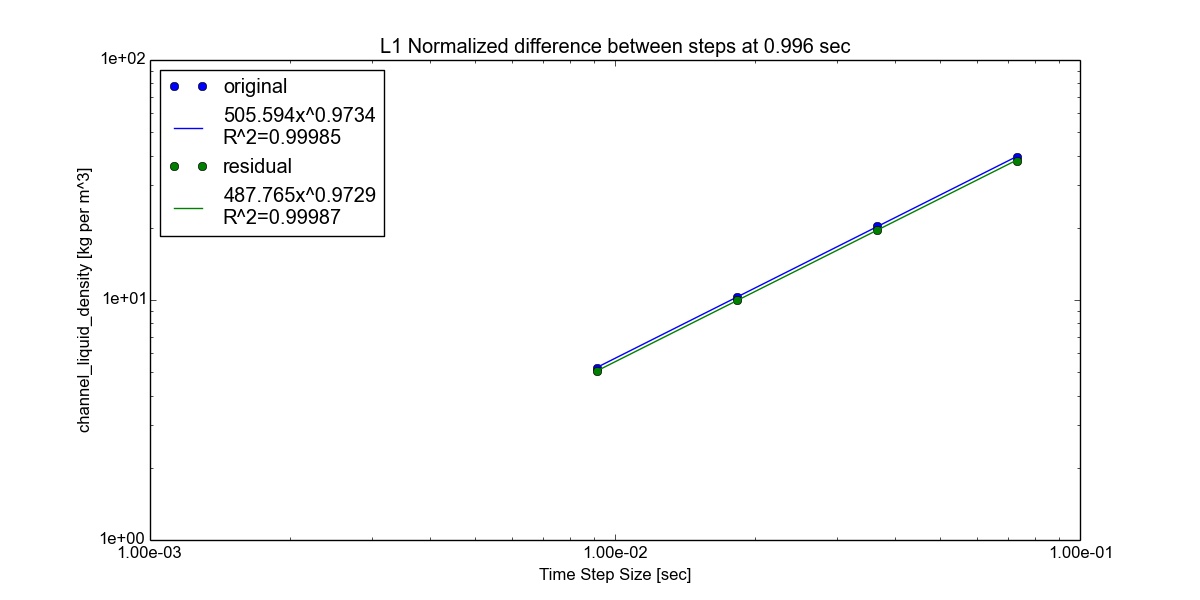 L1 Normalized difference between steps at 0.996 sec
1e+02
original
505.594x^0.9734
R^2=0.99985
residual
487.765x^0.9729
R^2=0.99987
channel_liquid_density [kg per m^3]
1e+01
1e+00
1.00e-03
1.00e-02
1.00e-01
Time Step Size [sec]